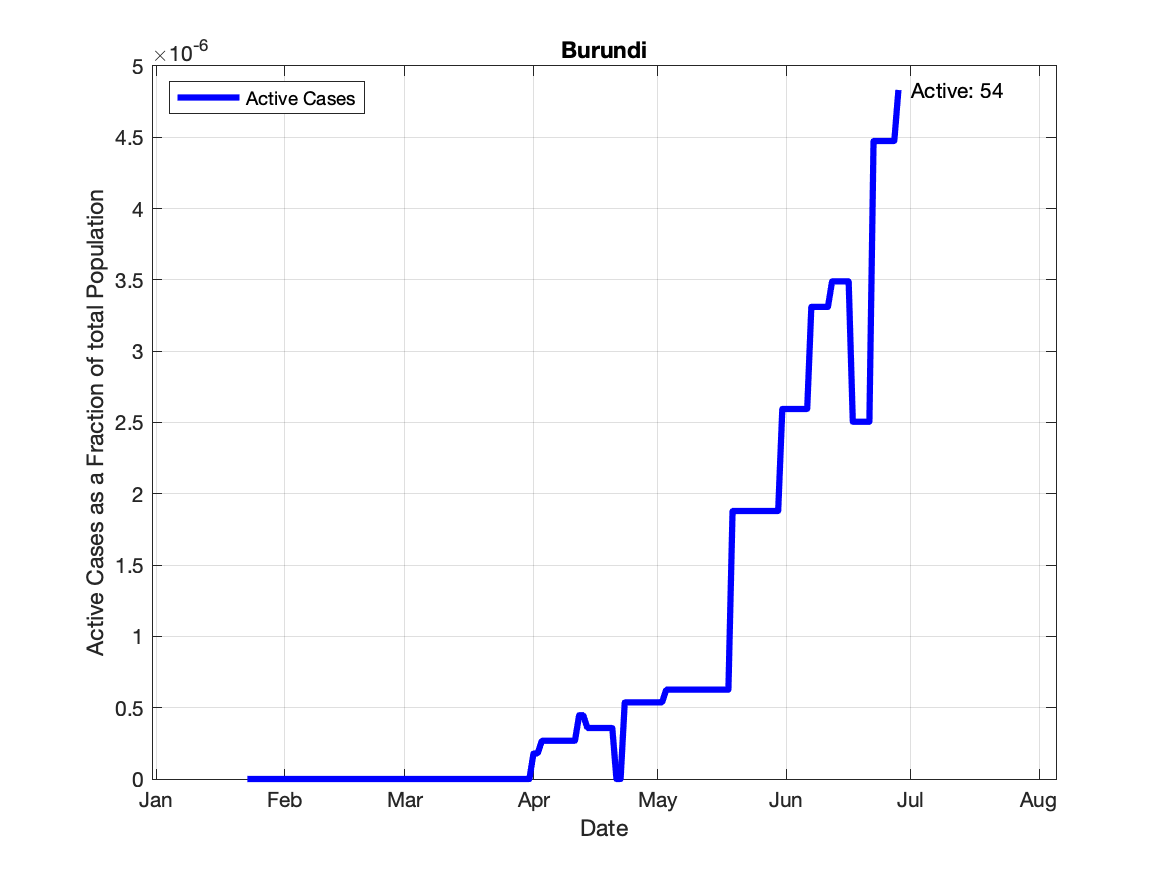 Burundi
×10-6
5
4.5
4
3.5
3
2.5
2
1.5
1
0.5
0
Active Cases as a Fraction of total Population
Active Cases
Active: 54
Jan Feb Mar Apr May Jun Jul Aug
Date